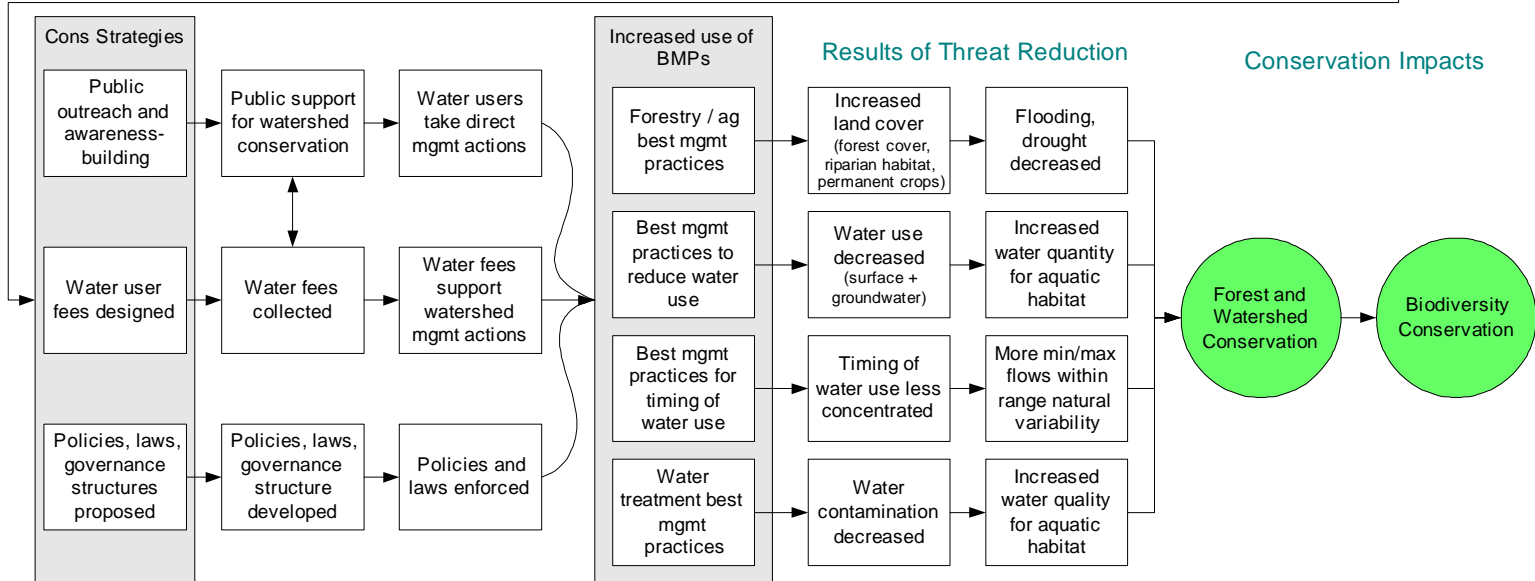 Cons Strategies
Public
outreach and
awareness-
building
Water user
fees designed
Policies, laws,
governance
structures
proposed
Public support
for watershed
conservation
Water fees
collected
Policies, laws,
governance
structure
developed
Water users
take direct
mgmt actions
Water fees
support
watershed
mgmt actions
Policies and
laws enforced
Increased use of
BMPs
Forestry / ag
best mgmt
practices
Best mgmt
practices to
reduce water
use
Best mgmt
practices for
timing of
water use
Water
treatment best
mgmt
practices
Results of Threat Reduction
Increased
land cover
(forest cover,
riparian habitat,
permanent crops)
Water use
decreased
(surface +
groundwater)
Timing of
water use less
concentrated
Water
contamination
decreased
Flooding,
drought
decreased
Increased
water quantity
for aquatic
habitat
More min/max
flows within
range natural
variability
Increased
water quality
for aquatic
habitat
Conservation Impacts
Forest and
Watershed
Conservation
Biodiversity
Conservation